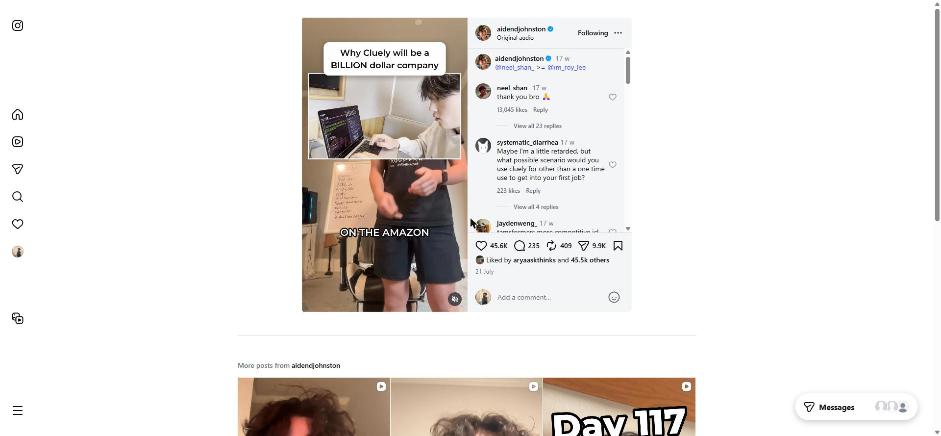 Why Cluely will be a
BILLION dollar company
ON THE AMAZON
aidendjohnston
Original audio
Following
aidendjohnston 17 w
@neel_shan_ >= @im_roy_lee
neel_shan_ 17 w
thank you bro 🙏
13,045 likes Reply
View all 23 replies
systematic_diarrhea 17 w
Maybe I'm a little retarded, but
what possible scenario would you
use cluely for other than a one time
use to get into your first job?
223 likes Reply
View all 4 replies
jaydenweng_ 17 w
45.6K 235 409 9.9K
Liked by aryaaskthinks and 45.5k others
21 July
Add a comment...
More posts from aidendjohnston
Day 117
Messages